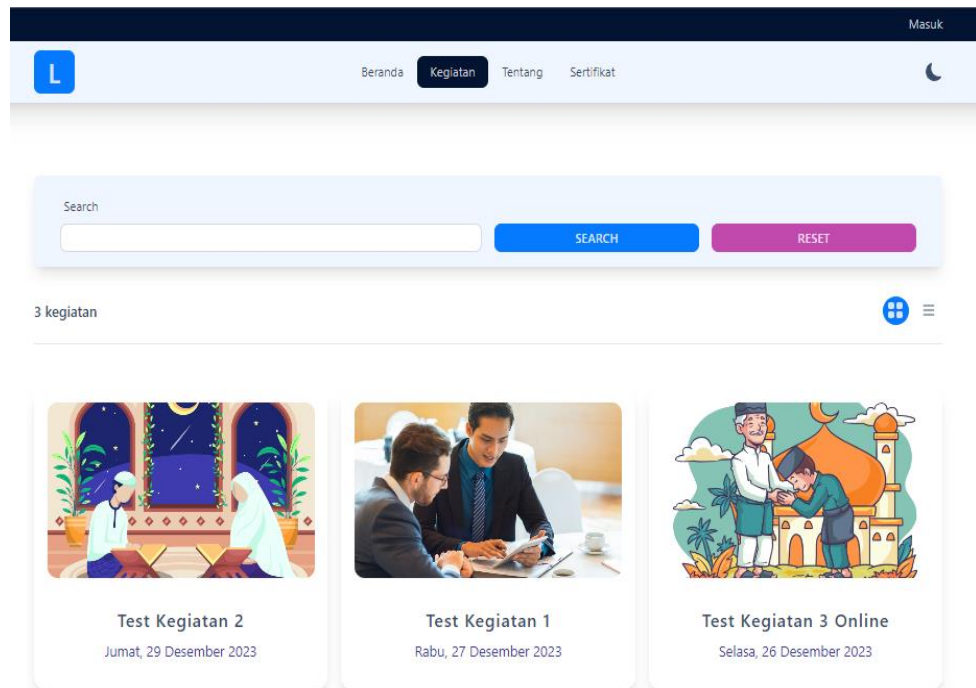 Masuk
L
Beranda Kegiatan Tentang Sertifikat
Search
SEARCH RESET
3 kegiatan
Test Kegiatan 2
Jumat, 29 Desember 2023
Test Kegiatan 1
Rabu, 27 Desember 2023
Test Kegiatan 3 Online
Selasa, 26 Desember 2023